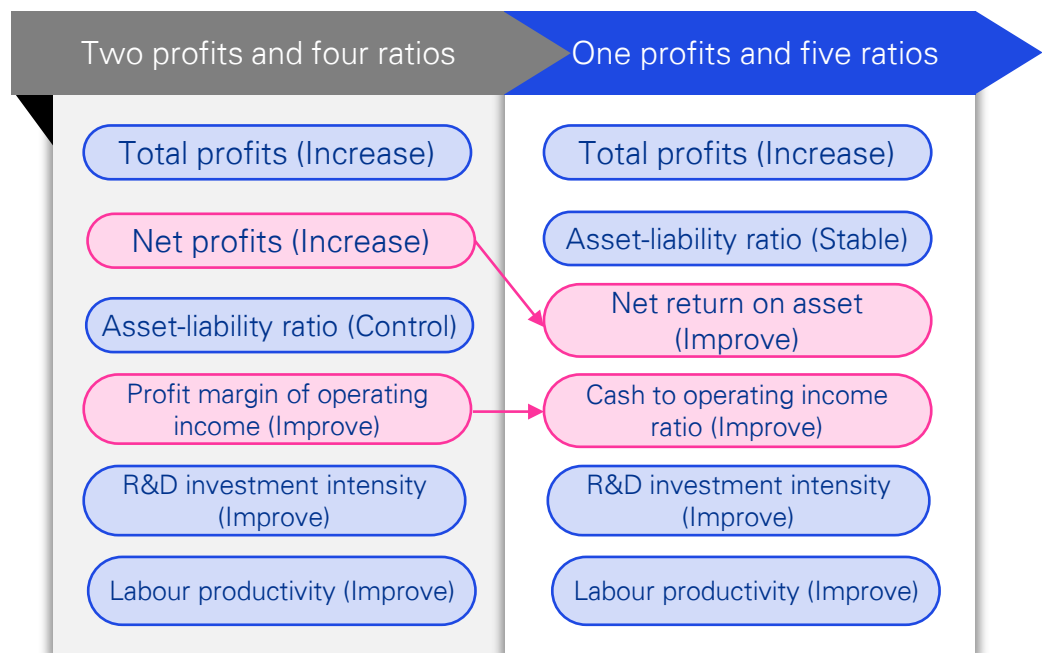 Two profits and four ratios
One profits and five ratios
Total profits (Increase)
Net profits (Increase)
Asset-liability ratio (Control)
Profit margin of operating
income (Improve)
R&D investment intensity
(Improve)
Labour productivity (Improve)
Total profits (Increase)
Asset-liability ratio (Stable)
Net return on asset
(Improve)
Cash to operating income
ratio (Improve)
R&D investment intensity
(Improve)
Labour productivity (Improve)